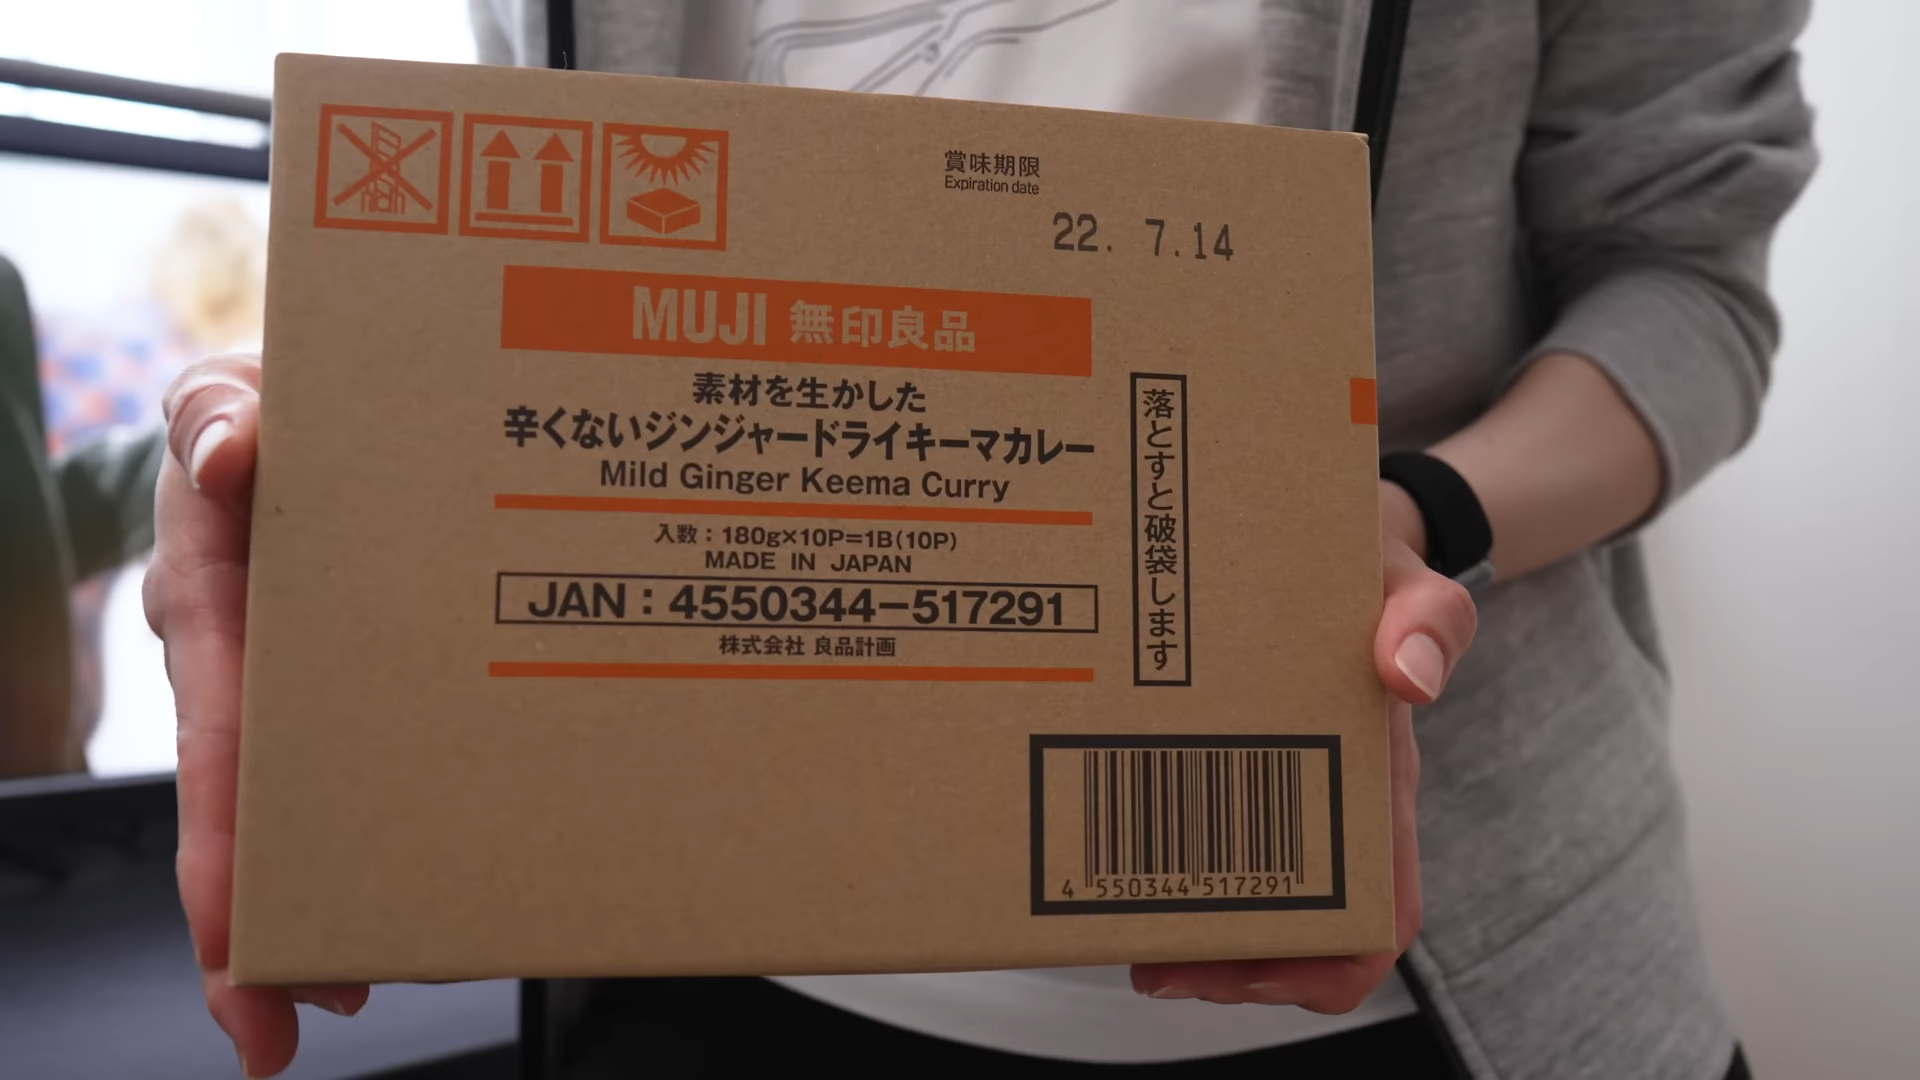 賞味期限
Expiration date
22. 7.14
MUJI 無印良品
素材を生かした
辛くないジンジャードライキーマカレー
Mild Ginger Keema Curry
入数：180g×10P=1B(10P)
MADE IN JAPAN
JAN：4550344－517291
株式会社 良品計画
落とすと破袋します
4 550344 517291